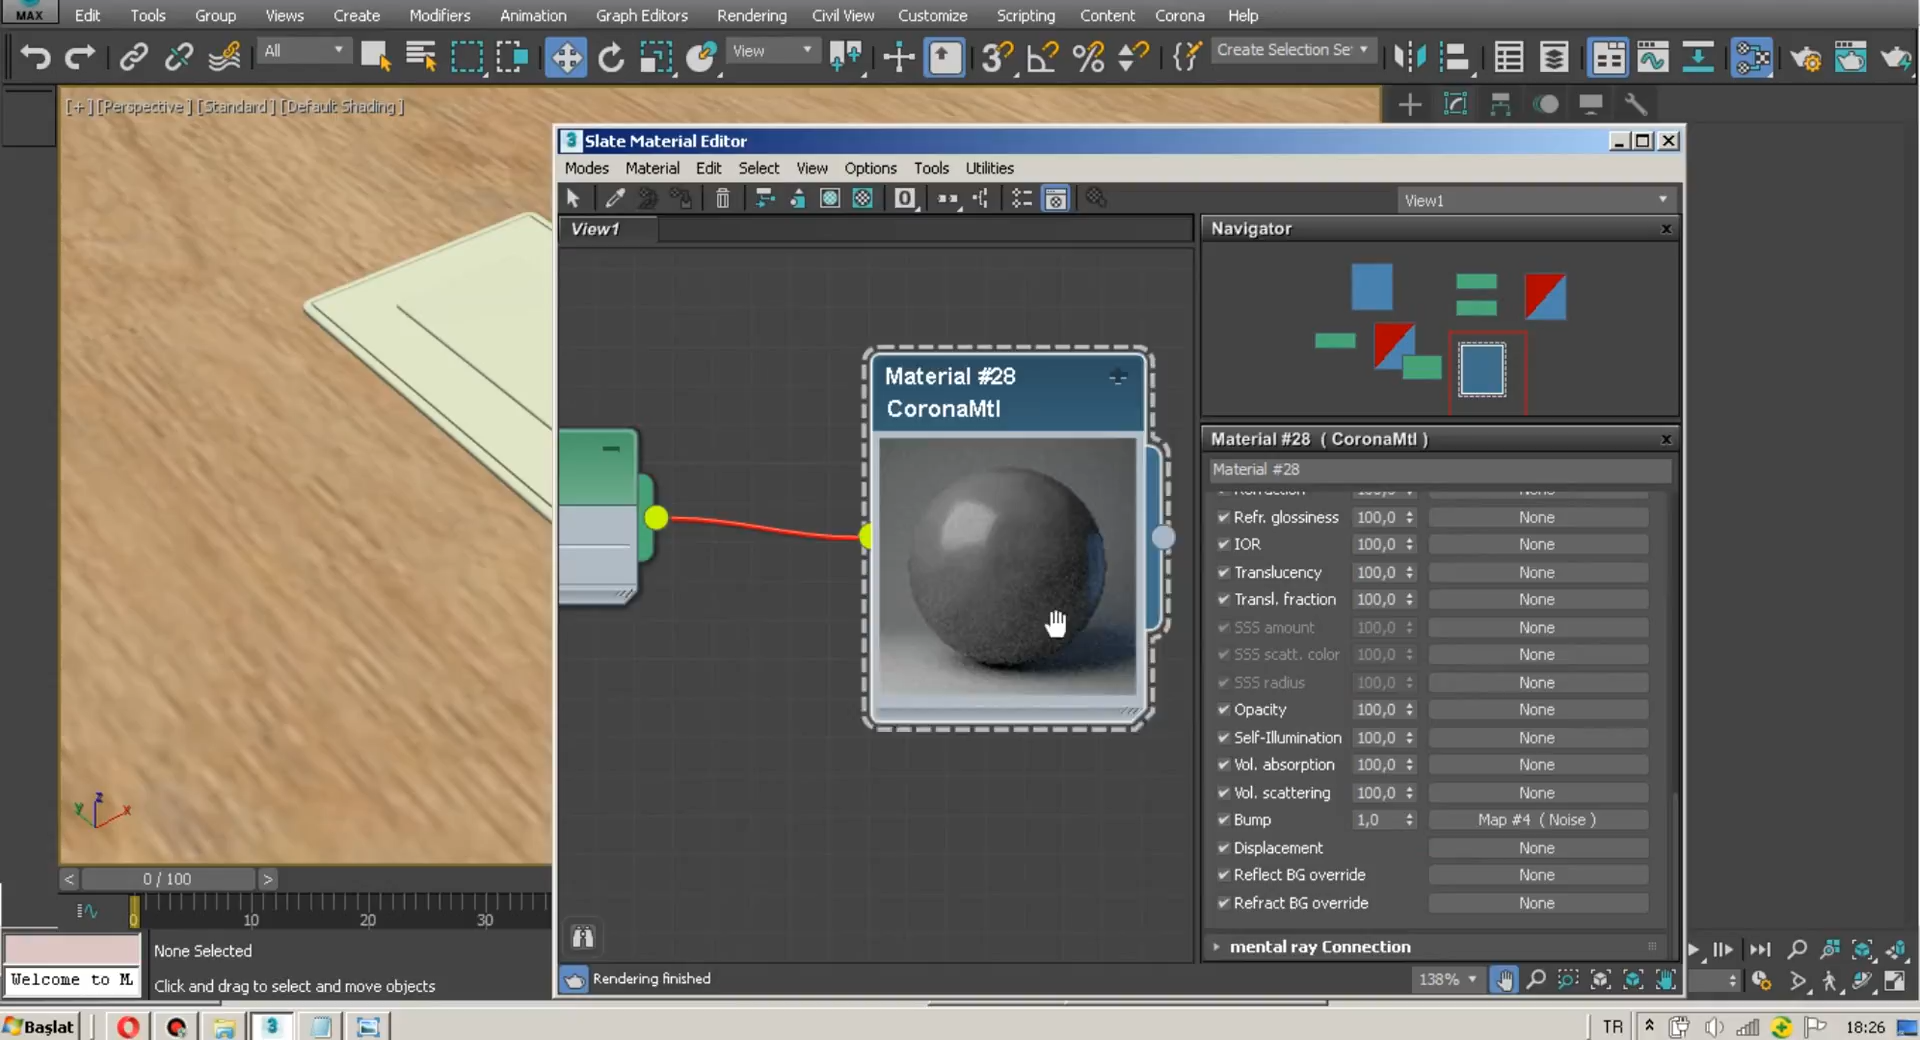 MAX Edit Tools Group Views Create Modifiers Animation Graph Editors Rendering Civil View Customize Scripting Content Corona Help
All View Create Selection Se
[+] [Perspective] [Standard] [Default Shading]
3 Slate Material Editor
Modes Material Edit Select View Options Tools Utilities
View1
View1
Navigator
Material #28
CoronaMtl
Material #28 ( CoronaMtl )
Material #28
Refr. glossiness 100,0 None
IOR 100,0 None
Translucency 100,0 None
Transl. fraction 100,0 None
SSS amount 100,0 None
SSS scatt. color 100,0 None
SSS radius 100,0 None
Opacity 100,0 None
Self-Illumination 100,0 None
Vol. absorption 100,0 None
Vol. scattering 100,0 None
Bump 1,0 Map #4 ( Noise )
Displacement None
Reflect BG override None
Refract BG override None
mental ray Connection
z
y x
< 0 / 100 >
0 10 20 30
None Selected
Welcome to M
Click and drag to select and move objects
Rendering finished
138%
Başlat
TR 18:26